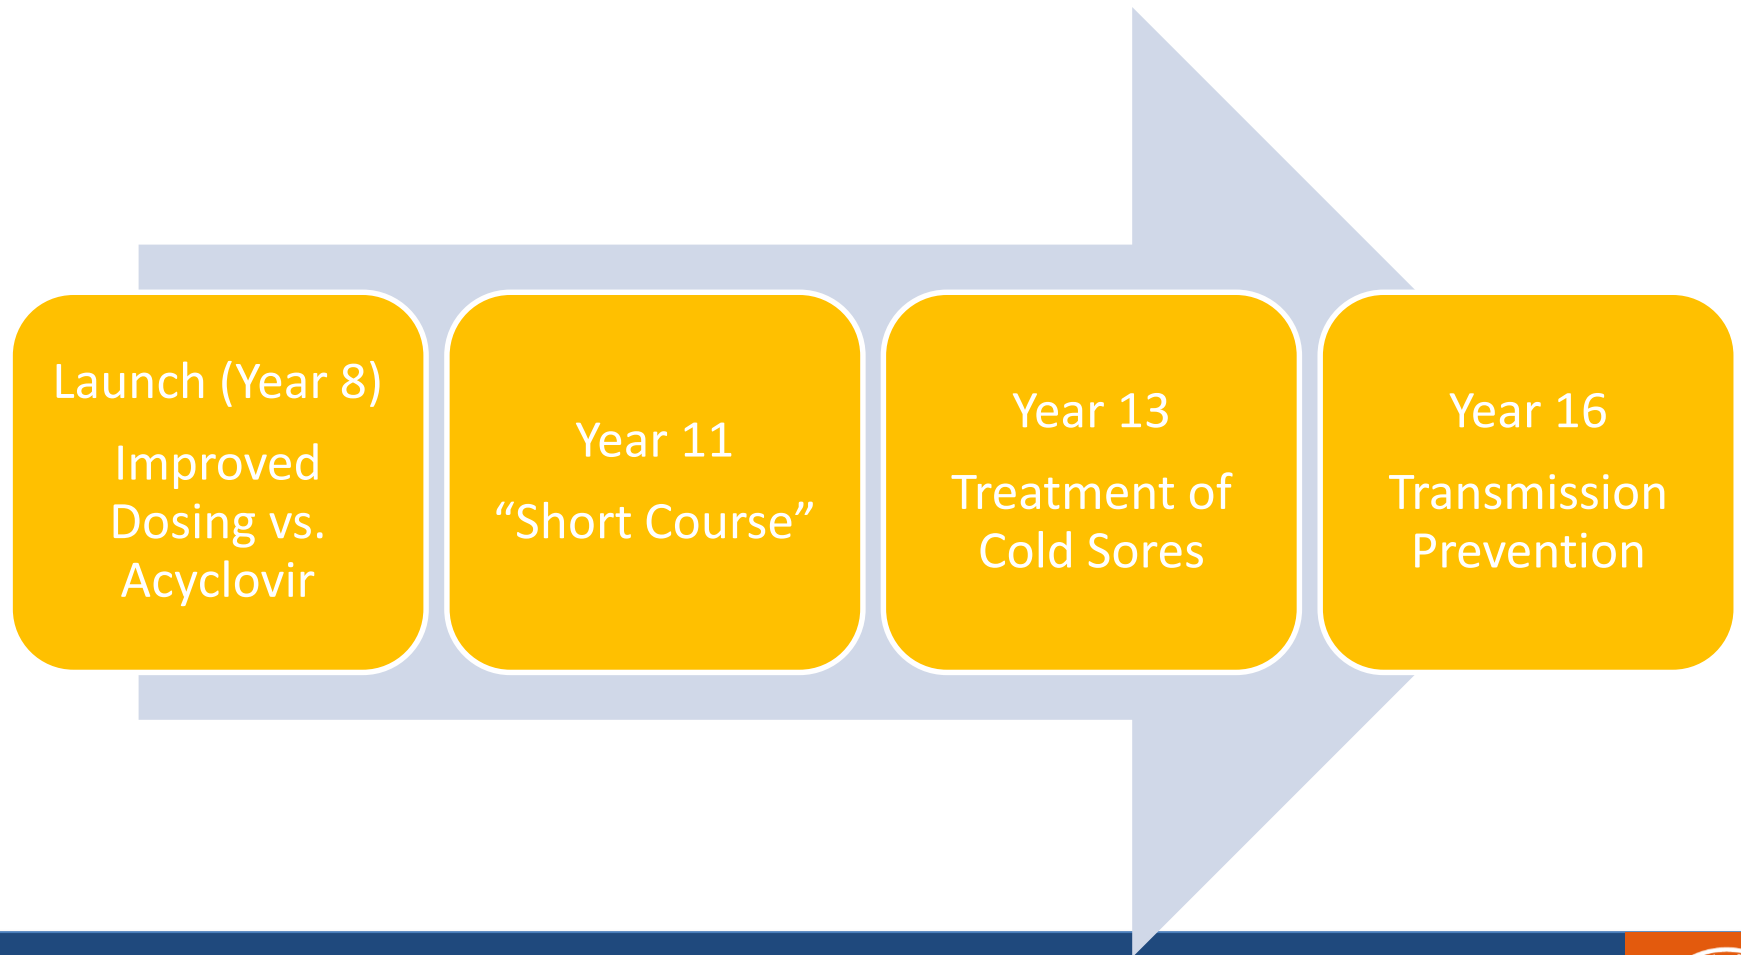 Launch (Year 8)
Improved
Dosing vs.
Acyclovir
Year 11
“Short Course”
Year 13
Treatment of
Cold Sores
Year 16
Transmission
Prevention